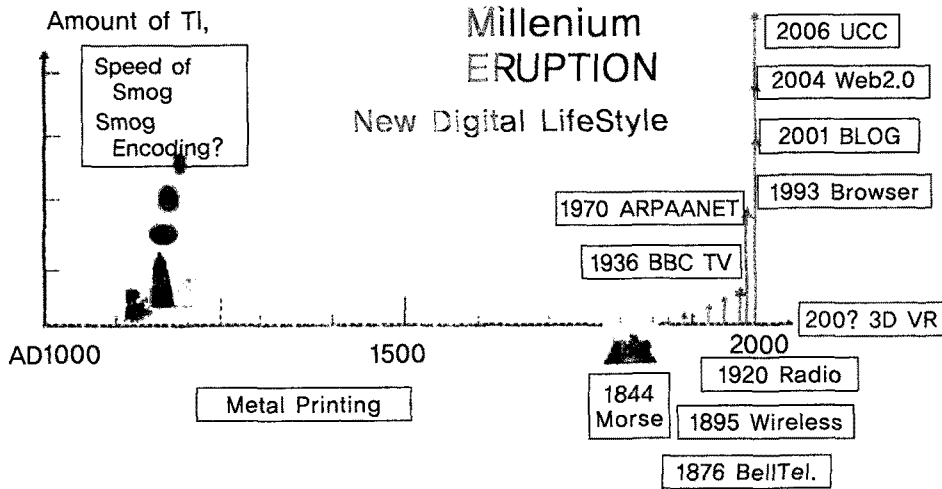 Amount of TI,
Speed of
Smog
Smog
Encoding?
Millenium
ERUPTION
New Digital LifeStyle
2006 UCC
2004 Web2.0
2001 BLOG
1993 Browser
1970 ARPAANET
1936 BBC TV
200? 3D VR
AD1000
1500
2000
Metal Printing
1844
Morse
1920 Radio
1895 Wireless
1876 BellTel.